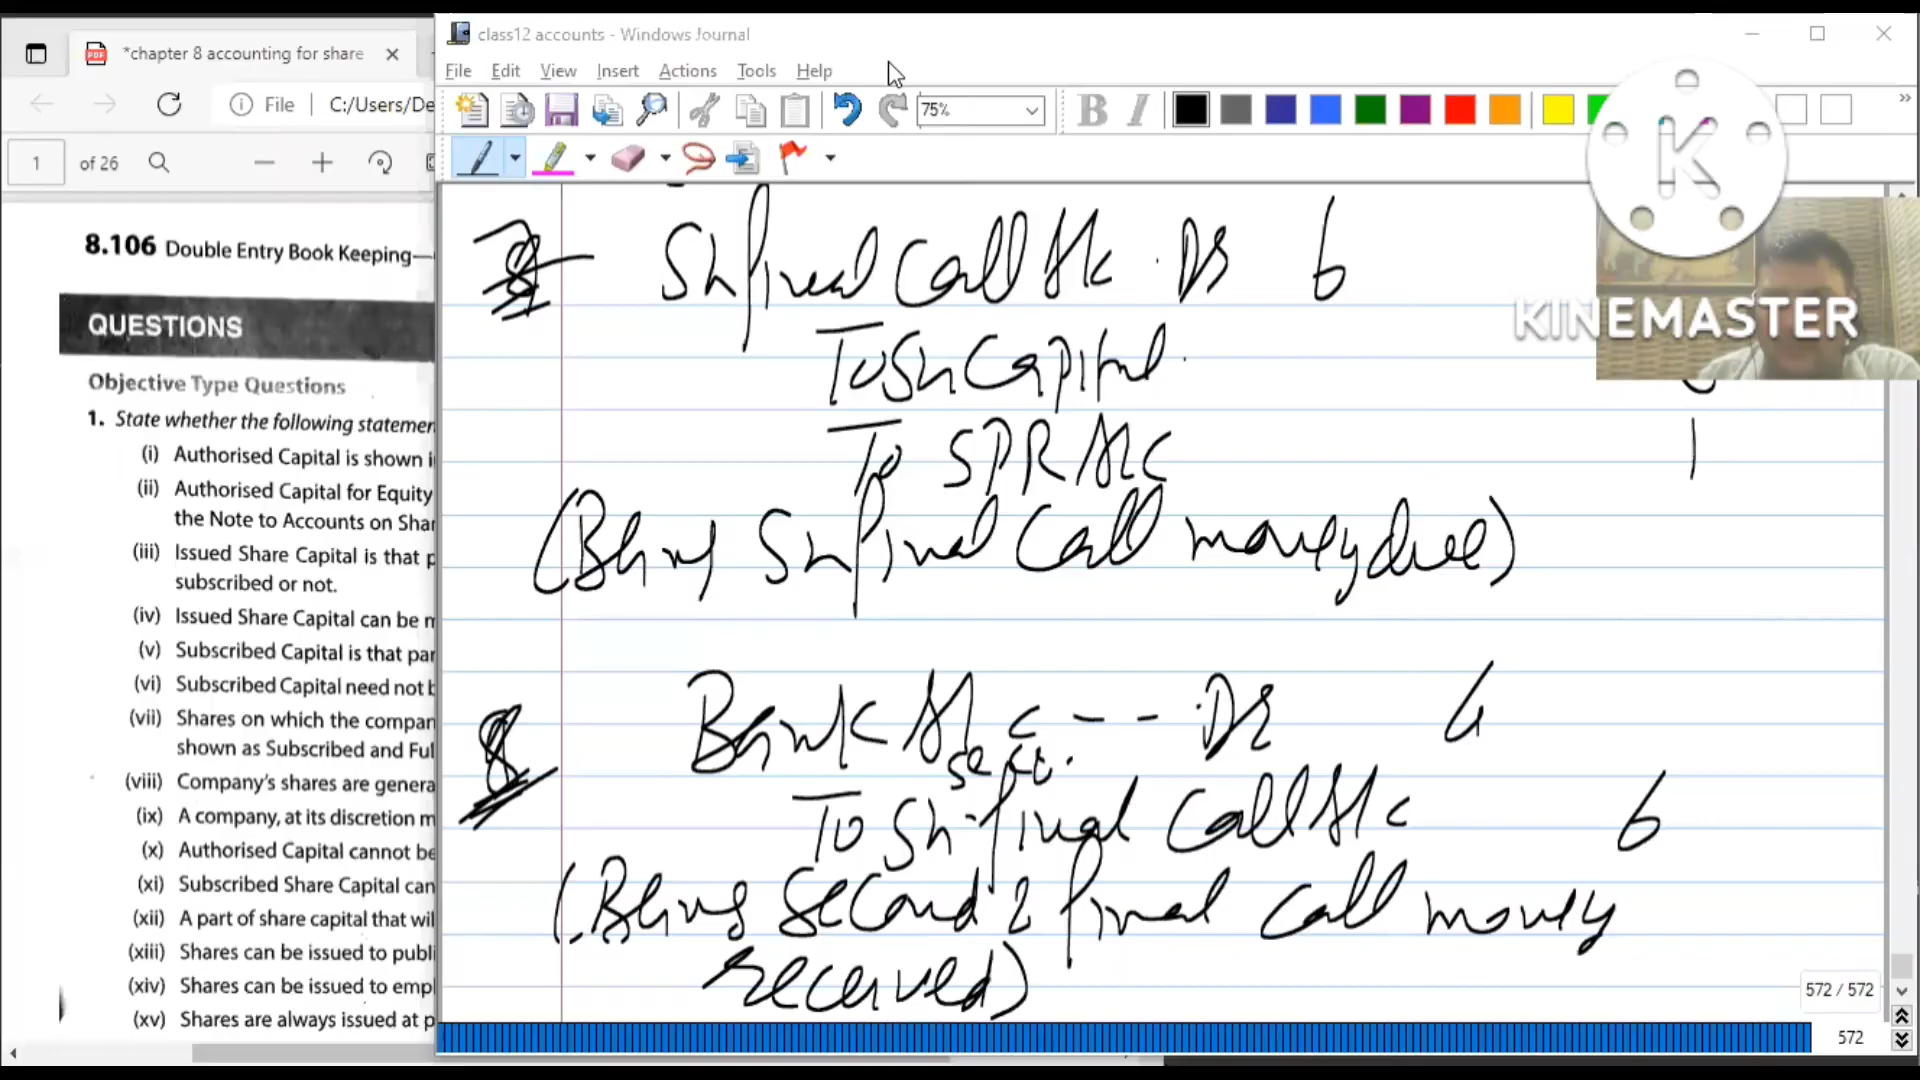 *chapter 8 accounting for share
class12 accounts - Windows Journal
File Edit View Insert Actions Tools Help
File C:/Users/De
75%
B I
1 of 26
KINEMASTER
8.106 Double Entry Book Keeping—
QUESTIONS
Objective Type Questions
1. State whether the following statemen
(i) Authorised Capital is shown i
(ii) Authorised Capital for Equity
the Note to Accounts on Shar
(iii) Issued Share Capital is that p
subscribed or not.
(iv) Issued Share Capital can be m
(v) Subscribed Capital is that par
(vi) Subscribed Capital need not b
(vii) Shares on which the compan
shown as Subscribed and Ful
(viii) Company's shares are genera
(ix) A company, at its discretion m
(x) Authorised Capital cannot be
(xi) Subscribed Share Capital can
(xii) A part of share capital that wil
(xiii) Shares can be issued to publi
(xiv) Shares can be issued to empl
(xv) Shares are always issued at p
Sh final Call A/c . Dr 6
To Sh Capital
To SPR A/c 1
(Being Sh final Call money due)
8 Bank A/c - - Dr 6
To Sh. final Call A/c 6
(Being Second & final Call money
received)
572 / 572
572